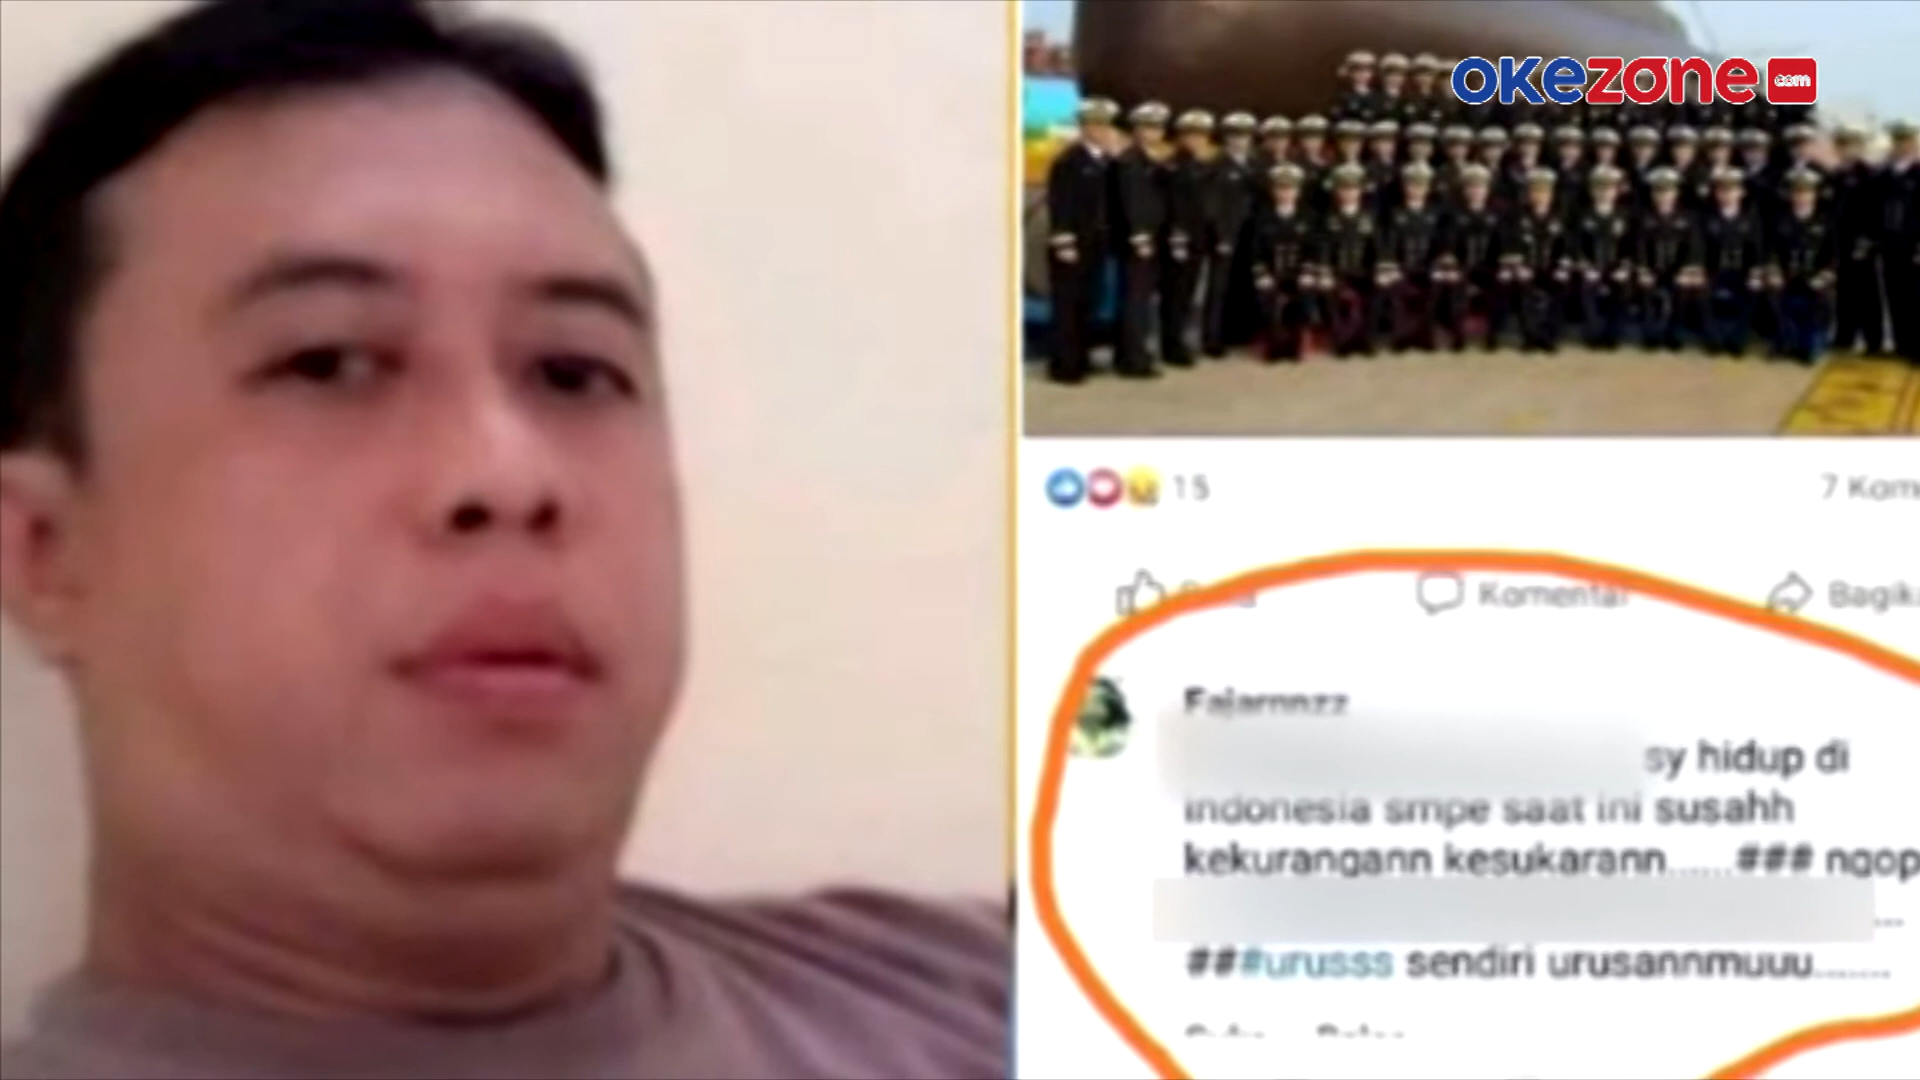 okezone
com
15
7 Kom
Komentar
Bagik
Fajarnnzz
sy hidup di
indonesia smpe saat ini susahh
kekurangann kesukarann......### ngop
...
###urusss sendiri urusannmuuu.......